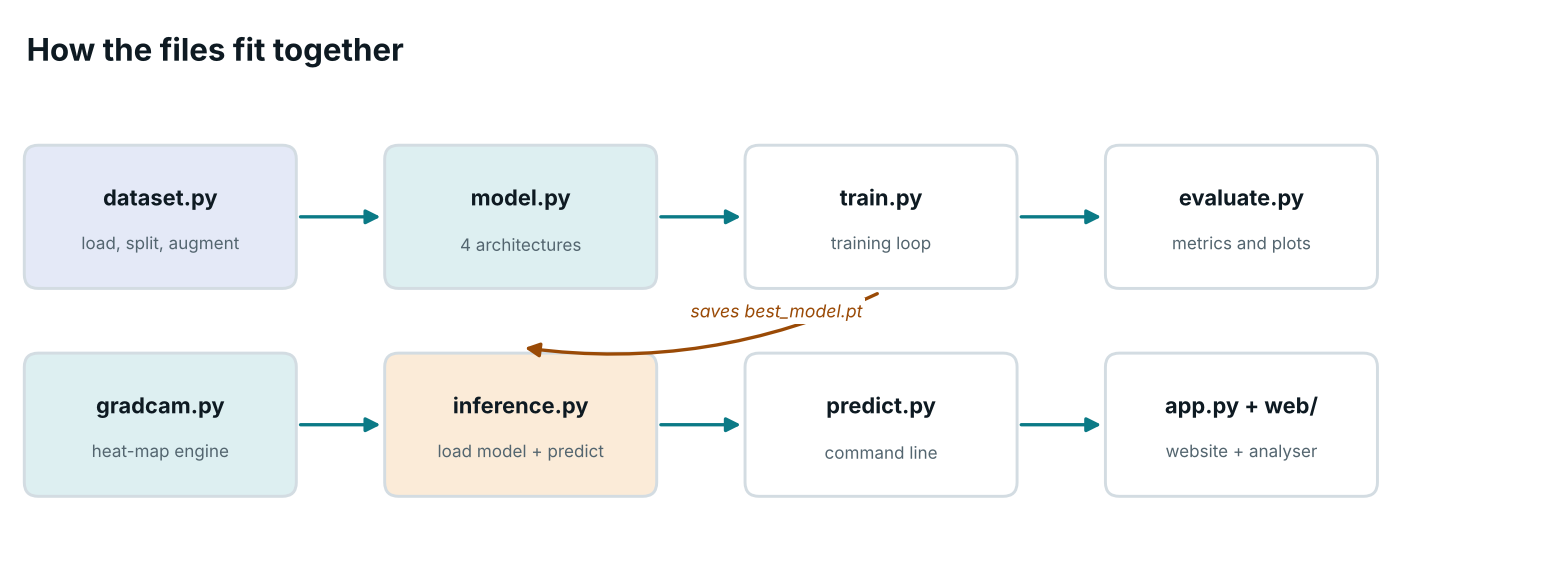 How the files fit together
dataset.py
load, split, augment
model.py
4 architectures
train.py
training loop
evaluate.py
metrics and plots
saves best_model.pt
gradcam.py
heat-map engine
inference.py
load model + predict
predict.py
command line
app.py + web/
website + analyser